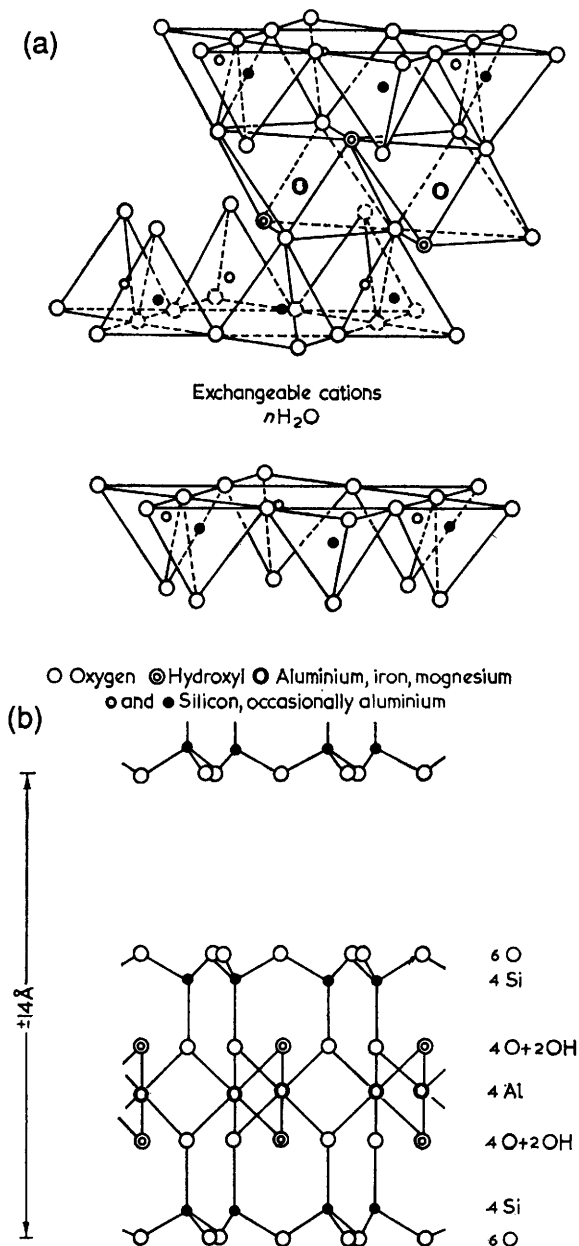 (a)
Exchangeable cations
nH₂O
Oxygen Hydroxyl Aluminium, iron, mognesium
and Silicon, occasionally aluminium
(b)
±14Å
6 O
4 Si
4 O+2OH
4 Al
4 O+2OH
4 Si
6 O